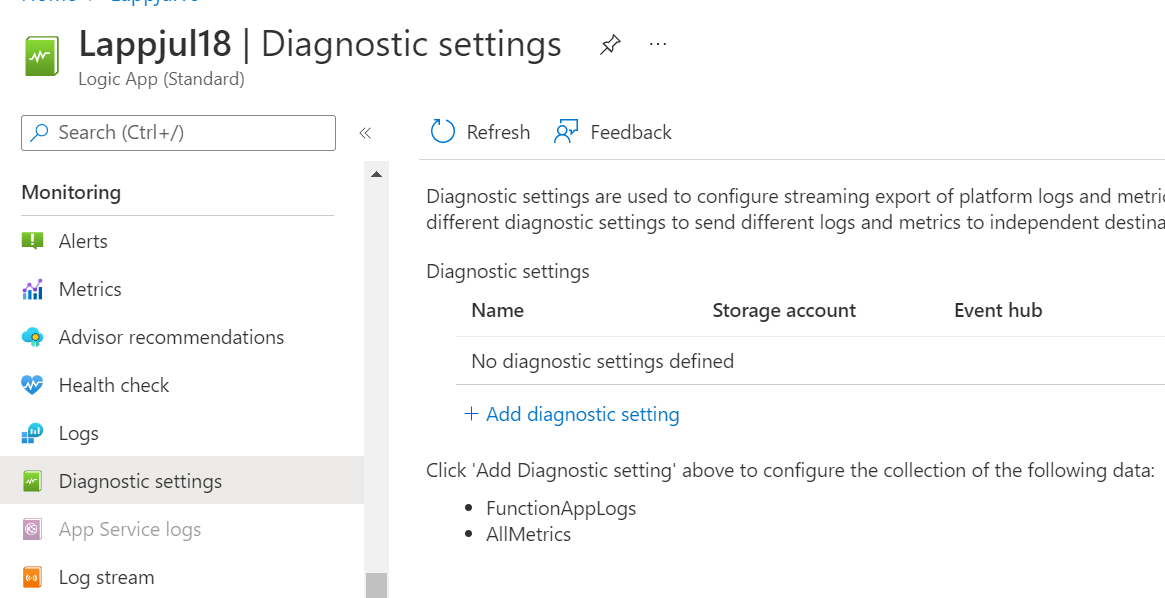 Lappjul18 | Diagnostic settings
Logic App (Standard)
Search (Ctrl+/)
Monitoring
Alerts
Metrics
Advisor recommendations
Health check
Logs
Diagnostic settings
App Service logs
Log stream
Refresh
Feedback
Diagnostic settings are used to configure streaming export of platform logs and
different diagnostic settings to send different logs and metrics to independent
Diagnostic settings
Name Storage account Event hub
No diagnostic settings defined
+ Add diagnostic setting
Click 'Add Diagnostic setting' above to configure the collection of the following data:
• FunctionAppLogs
• AllMetrics